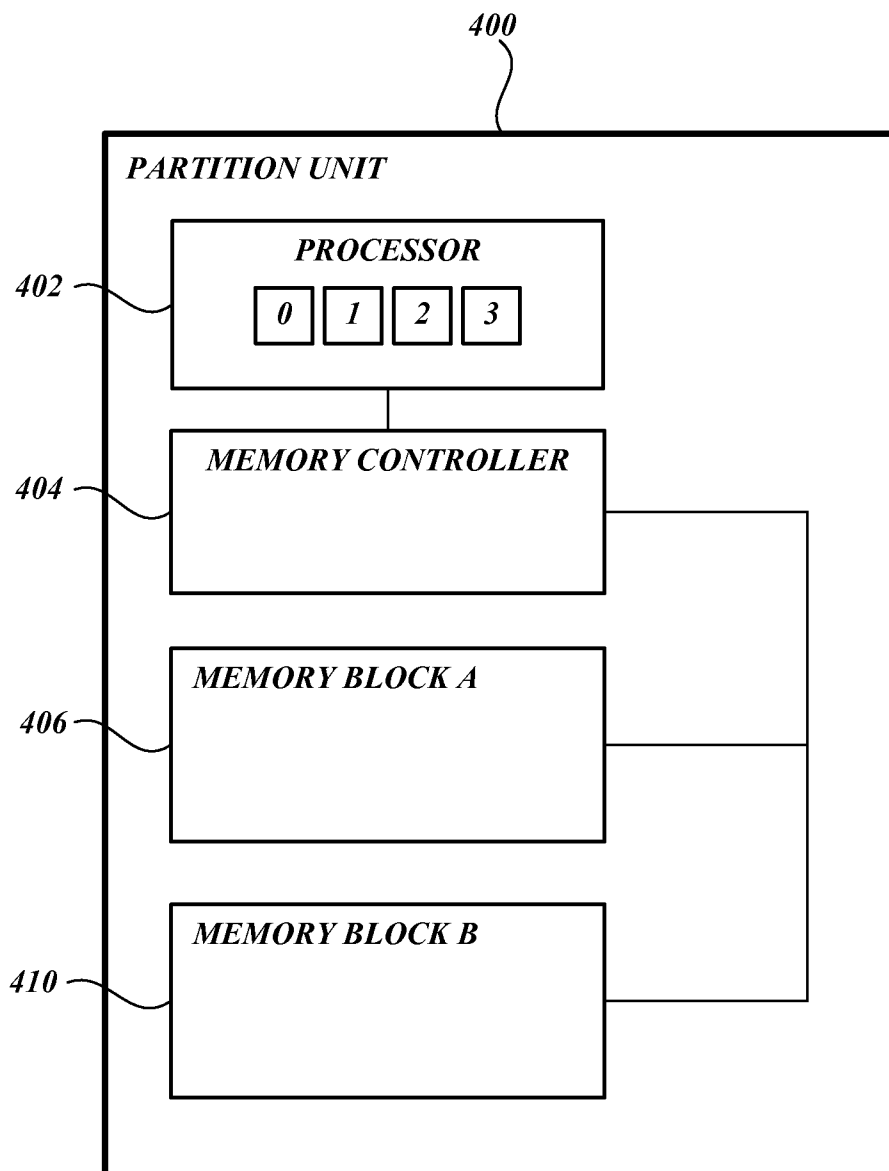 400
PARTITION UNIT
PROCESSOR
402
0 1 2 3
MEMORY CONTROLLER
404
MEMORY BLOCK A
406
MEMORY BLOCK B
410